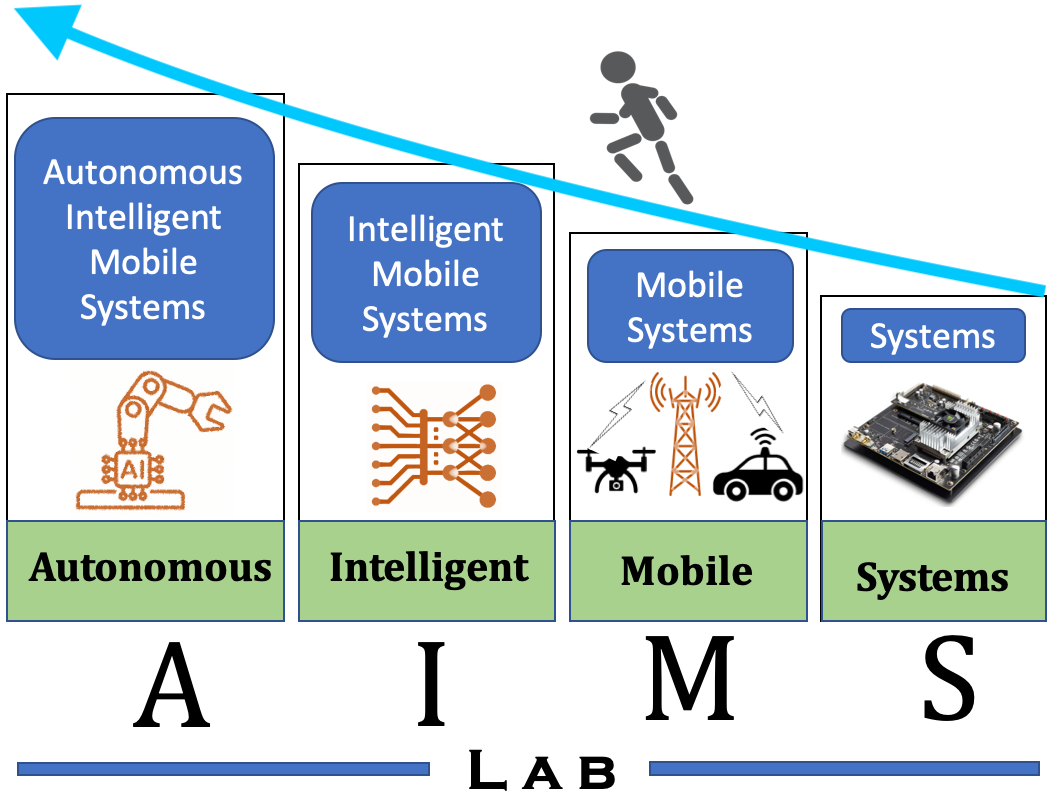 Autonomous
Intelligent
Mobile
Systems
Intelligent
Mobile
Systems
Mobile
Systems
Systems
AI
Autonomous
Intelligent
Mobile
Systems
A I M S
LAB